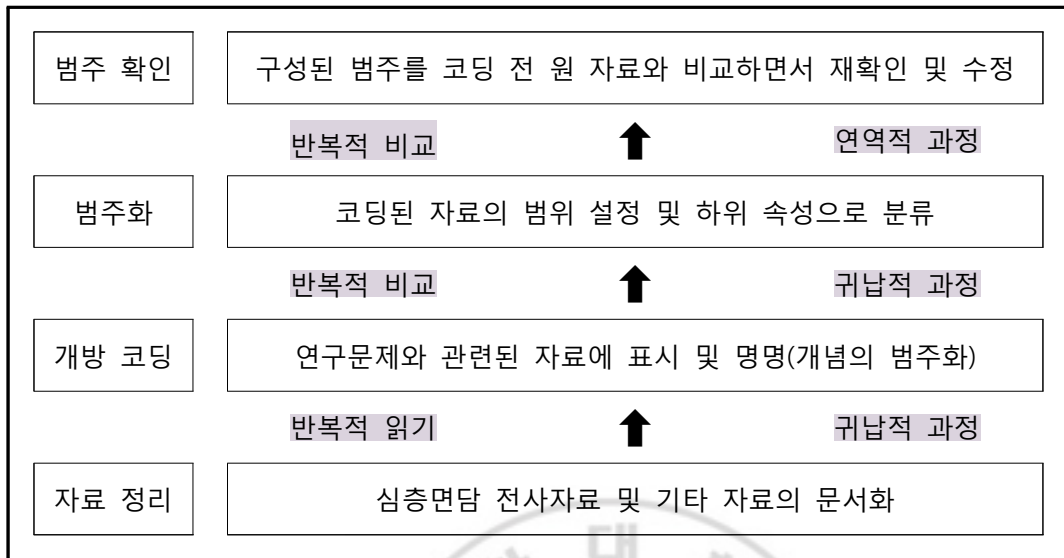 범주 확인
구성된 범주를 코딩 전 원 자료와 비교하면서 재확인 및 수정
반복적 비교
연역적 과정
범주화
코딩된 자료의 범위 설정 및 하위 속성으로 분류
반복적 비교
귀납적 과정
개방 코딩
연구문제와 관련된 자료에 표시 및 명명(개념의 범주화)
반복적 읽기
귀납적 과정
자료 정리
심층면담 전사자료 및 기타 자료의 문서화
대